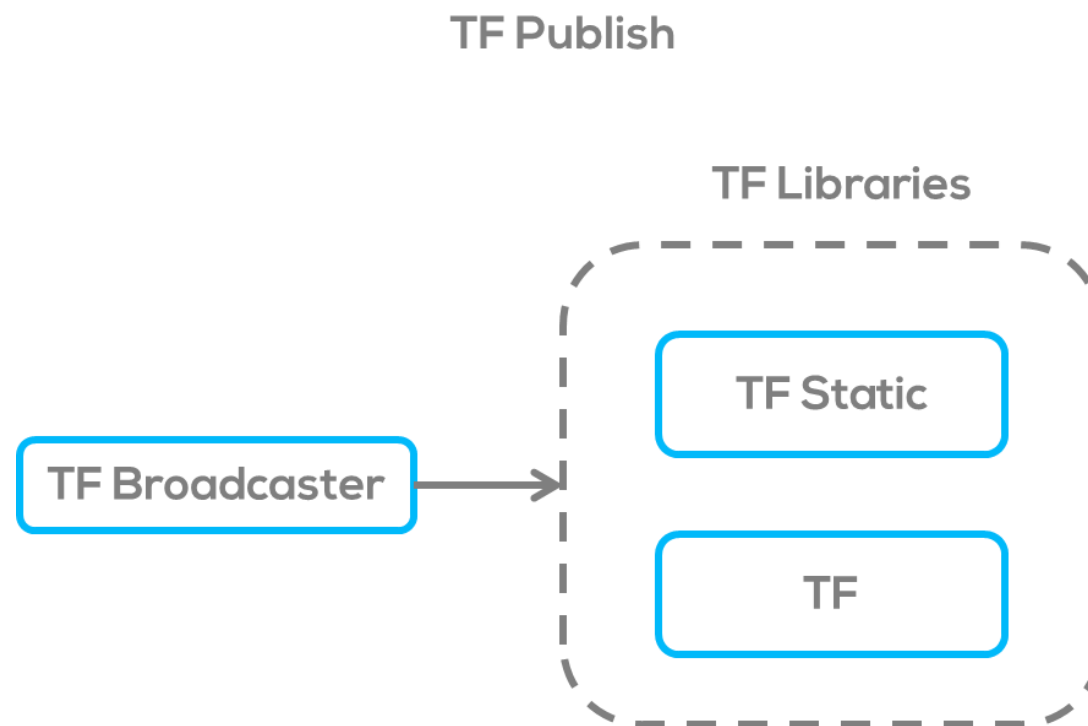 TF Publish
TF Libraries
TF Static
TF Broadcaster
TF